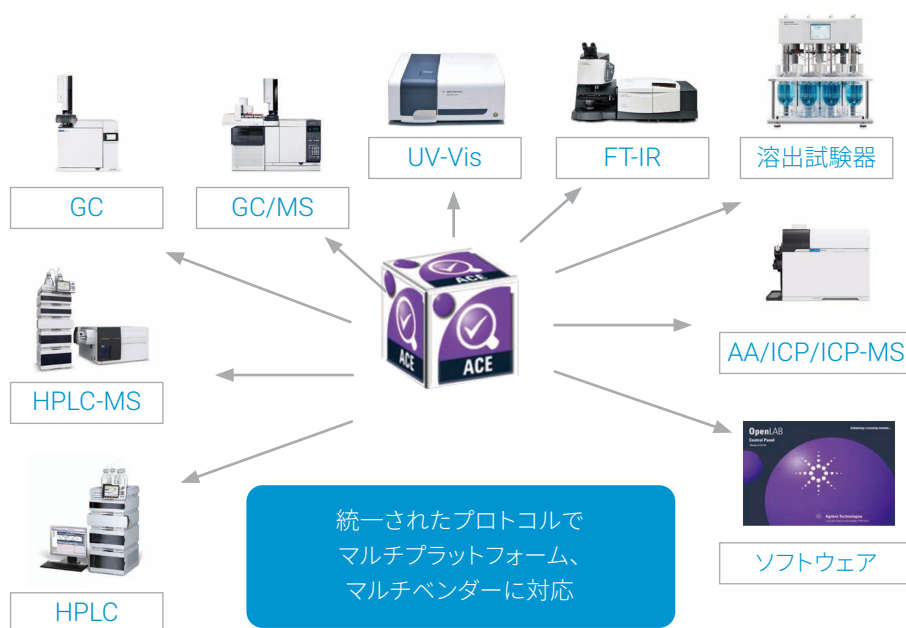 UV-Vis
FT-IR
溶出試験器
GC
GC/MS
ACE
ACE
HPLC-MS
AA/ICP/ICP-MS
OpenLAB
Control Panel
Agilent Technologies
ソフトウェア
HPLC
統一されたプロトコルで
マルチプラットフォーム、
マルチベンダーに対応